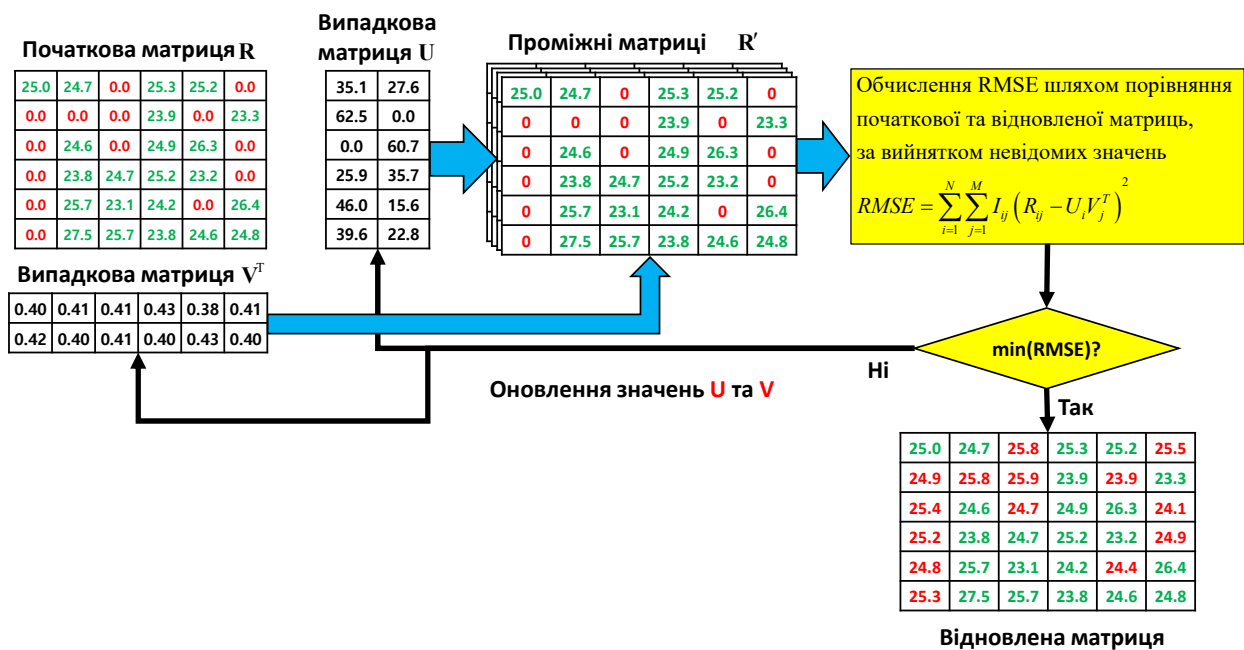 Початкова матриця R
25.0 24.7 0.0 25.3 25.2 0.0
0.0 0.0 0.0 23.9 0.0 23.3
0.0 24.6 0.0 24.9 26.3 0.0
0.0 23.8 24.7 25.2 23.2 0.0
0.0 25.7 23.1 24.2 0.0 26.4
0.0 27.5 25.7 23.8 24.6 24.8
Випадкова матриця V^T
0.40 0.41 0.41 0.43 0.38 0.41
0.42 0.40 0.41 0.40 0.43 0.40
Випадкова
матриця U
35.1 27.6
62.5 0.0
0.0 60.7
25.9 35.7
46.0 15.6
39.6 22.8
Проміжні матриці R′
25.0 24.7 0 25.3 25.2 0
0 0 0 23.9 0 23.3
0 24.6 0 24.9 26.3 0
0 23.8 24.7 25.2 23.2 0
0 25.7 23.1 24.2 0 26.4
0 27.5 25.7 23.8 24.6 24.8
Обчислення RMSE шляхом порівняння
початкової та відновленої матриць,
за вийнятком невідомих значень
RMSE = \sum_{i=1}^{N} \sum_{j=1}^{M} I_{ij} (R_{ij} − U_i V_j^T)^2
min(RMSE)?
Ні
Оновлення значень U та V
Так
25.0 24.7 25.8 25.3 25.2 25.5
24.9 25.8 25.9 23.9 23.9 23.3
25.4 24.6 24.7 24.9 26.3 24.1
25.2 23.8 24.7 25.2 23.2 24.9
24.8 25.7 23.1 24.2 24.4 26.4
25.3 27.5 25.7 23.8 24.6 24.8
Відновлена матриця